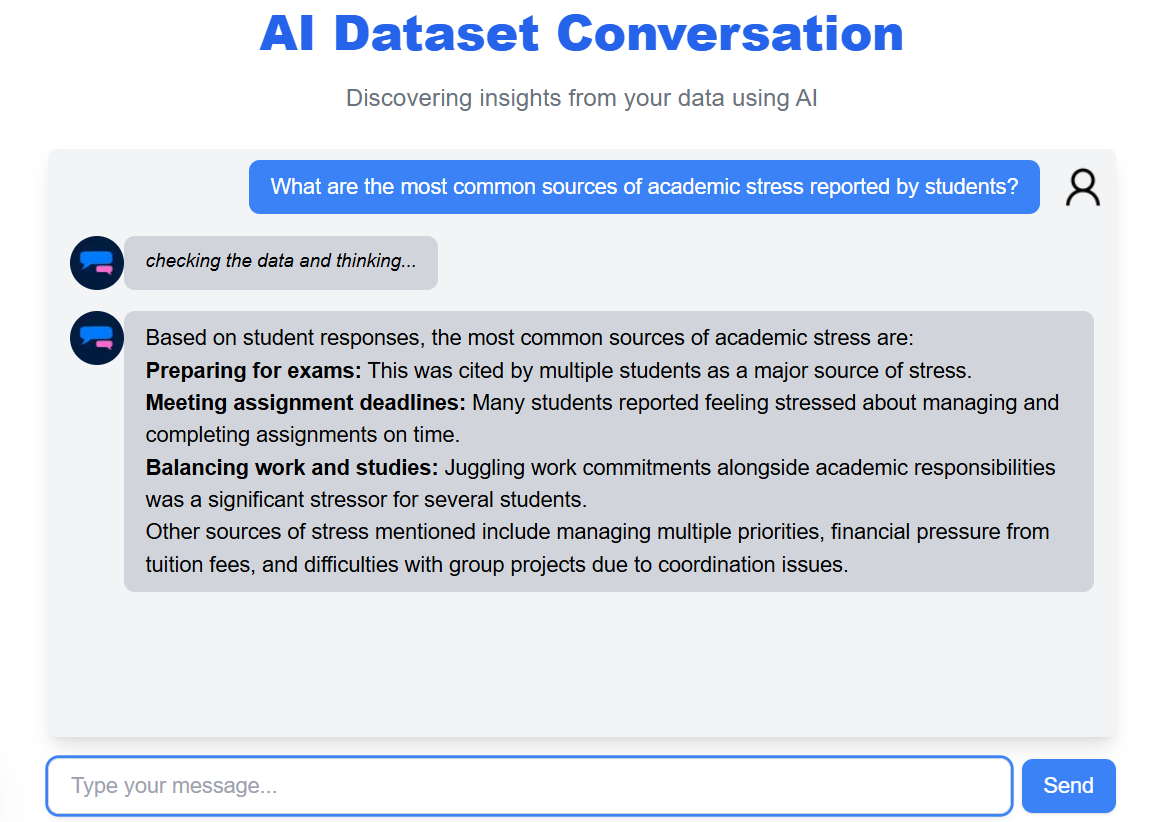 AI Dataset Conversation
Discovering insights from your data using AI
What are the most common sources of academic stress reported by students?
checking the data and thinking...
Based on student responses, the most common sources of academic stress are:
Preparing for exams: This was cited by multiple students as a major source of stress.
Meeting assignment deadlines: Many students reported feeling stressed about managing and
completing assignments on time.
Balancing work and studies: Juggling work commitments alongside academic responsibilities
was a significant stressor for several students.
Other sources of stress mentioned include managing multiple priorities, financial pressure from
tuition fees, and difficulties with group projects due to coordination issues.
Type your message...
Send